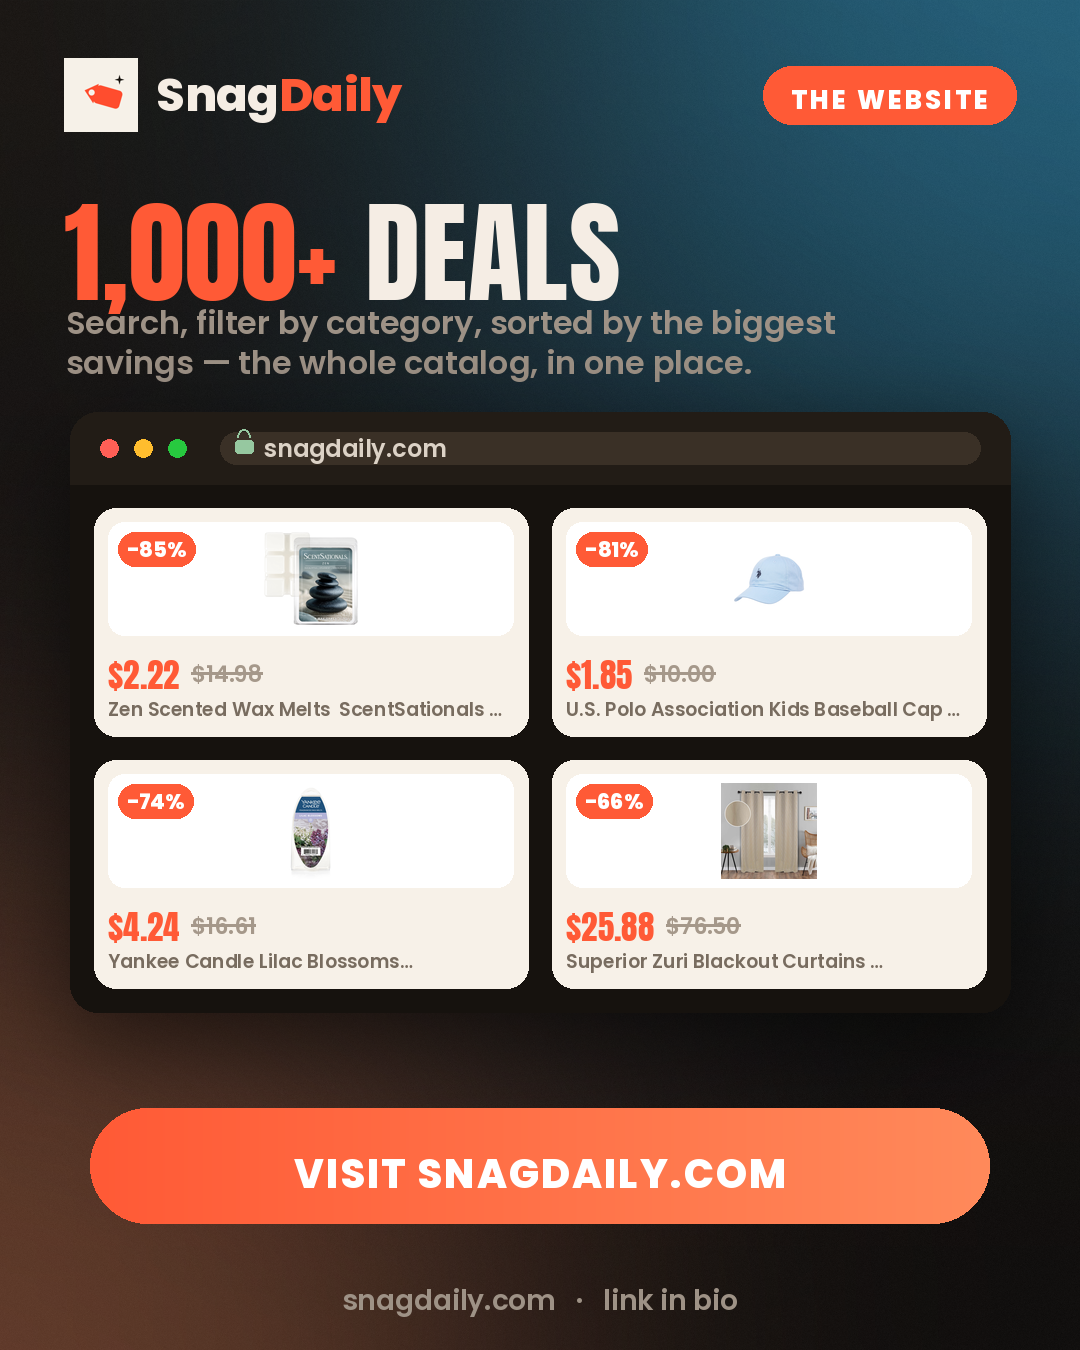 SnagDaily
THE WEBSITE
1,000+ DEALS
Search, filter by category, sorted by the biggest
savings — the whole catalog, in one place.
snagdaily.com
-85%
SCENTSATIONALS
$2.22 $14.98
Zen Scented Wax Melts ScentSationals ...
-81%
$1.85 $10.00
U.S. Polo Association Kids Baseball Cap ...
-74%
YANKEE
CANDLE
$4.24 $16.61
Yankee Candle Lilac Blossoms...
-66%
$25.88 $76.50
Superior Zuri Blackout Curtains ...
VISIT SNAGDAILY.COM
snagdaily.com · link in bio